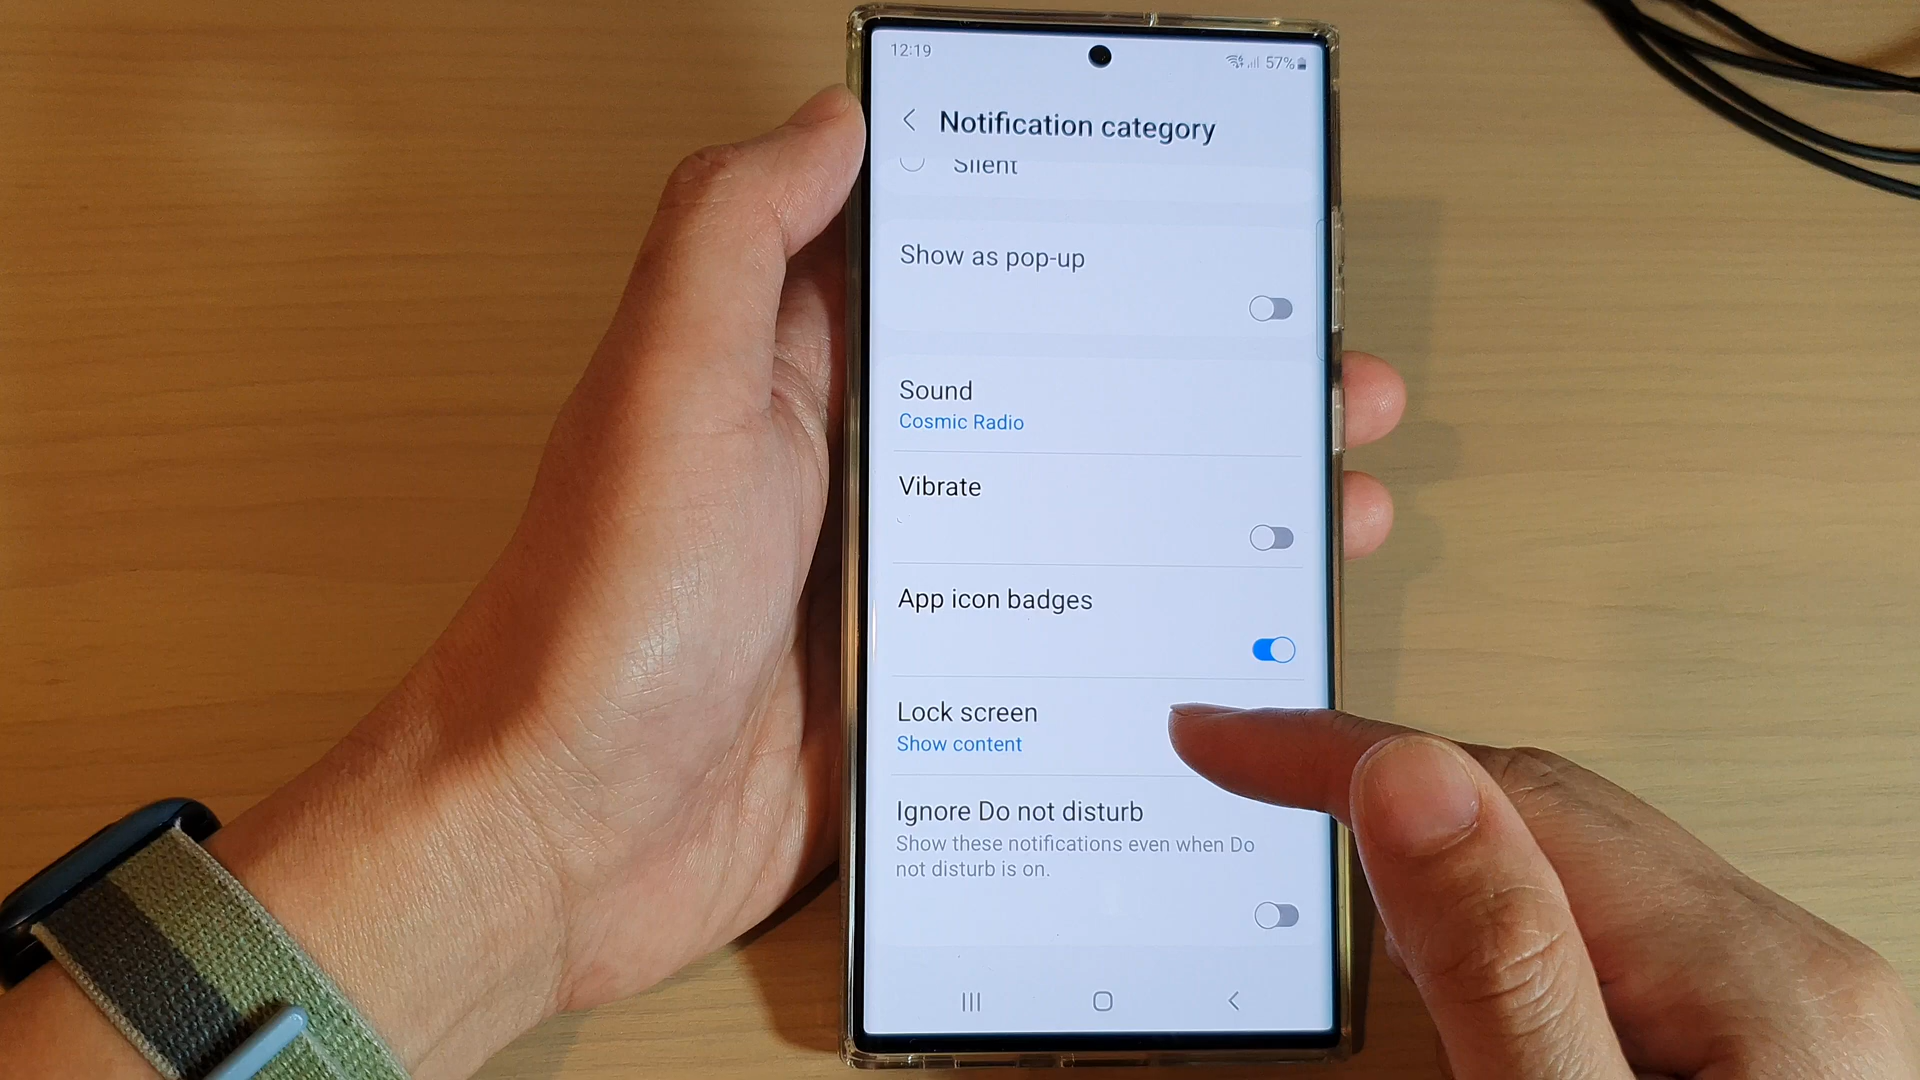 12:19
57%
Notification category
Silent
Show as pop-up
Sound
Cosmic Radio
Vibrate
App icon badges
Lock screen
Show content
Ignore Do not disturb
Show these notifications even when Do
not disturb is on.